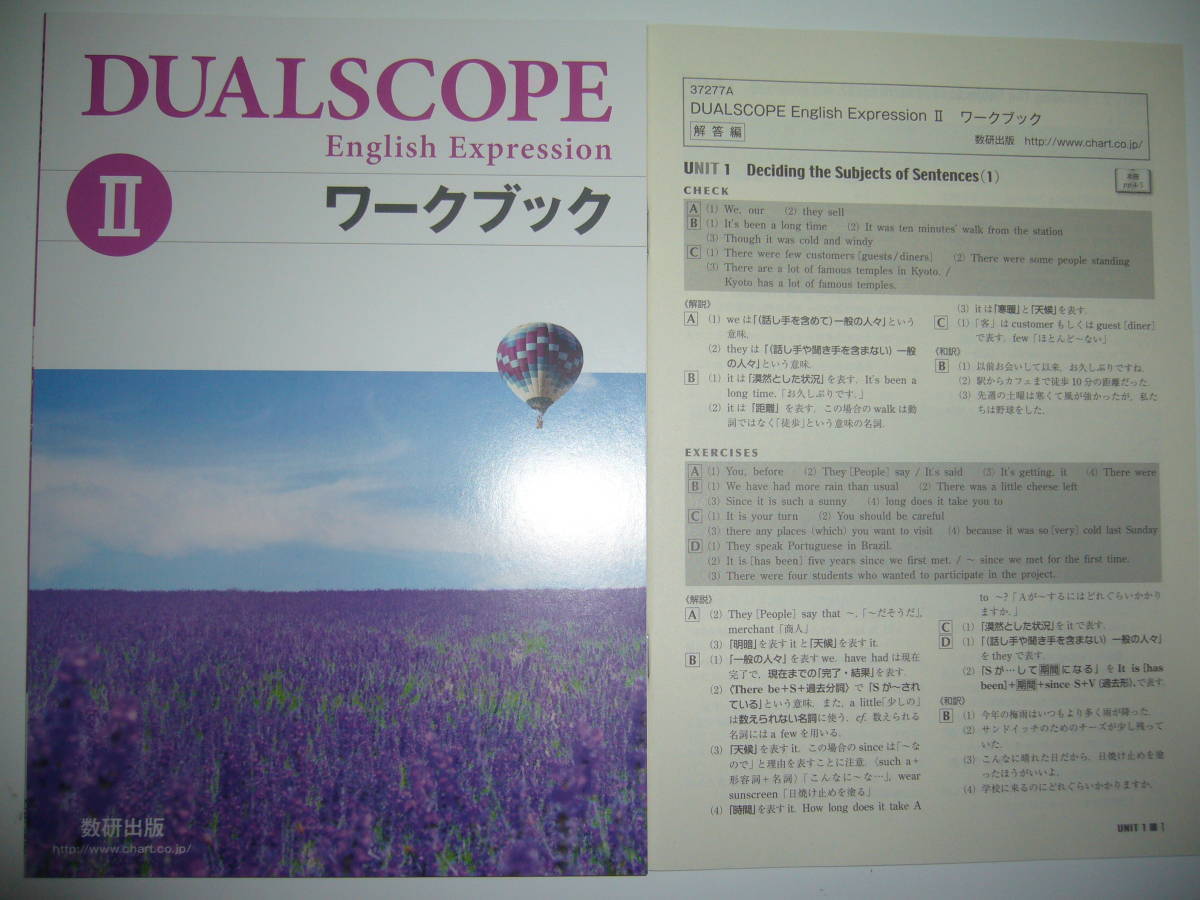 DUALSCOPE
English Expression
II
ワークブック
数研出版
http://www.chart.co.jp/
37277A
DUALSCOPE English Expression Ⅱ ワークブック
解答編
数研出版 http://www.chart.co.jp/
UNIT 1 Deciding the Subjects of Sentences(1)
本冊
pp.4-5
CHECK
A (1) We, our (2) they sell
B (1) It's been a long time (2) It was ten minutes' walk from the station
(3) Though it was cold and windy
C (1) There were few customers [guests/diners] (2) There were some people standing
(3) There are a lot of famous temples in Kyoto. /
Kyoto has a lot of famous temples.
《解説》
A (1) we は「(話し手を含めて)一般の人々」という
意味.
(2) they は「(話し手や聞き手を含まない) 一般
の人々」という意味.
B (1) it は「漠然とした状況」を表す. It's been a
long time.「お久しぶりです.」
(2) it は「距離」を表す. この場合の walk は動
詞ではなく「徒歩」という意味の名詞.
(3) it は「寒暖」と「天候」を表す.
C (1)「客」は customer もしくは guest [diner]
で表す. few「ほとんど～ない」
《和訳》
B (1) 以前お会いして以来, お久しぶりですね.
(2) 駅からカフェまで徒歩 10 分の距離だった.
(3) 先週の土曜は寒くて風が強かったが, 私た
ちは野球をした.
EXERCISES
A (1) You, before (2) They [People] say / It's said (3) It's getting, it (4) There were
B (1) We have had more rain than usual (2) There was a little cheese left
(3) Since it is such a sunny (4) long does it take you to
C (1) It is your turn (2) You should be careful
(3) there any places (which) you want to visit (4) because it was so [very] cold last Sunday
D (1) They speak Portuguese in Brazil.
(2) It is [has been] five years since we first met. / ～ since we met for the first time.
(3) There were four students who wanted to participate in the project.
《解説》
A (2) They [People] say that ～.「～だそうだ」,
merchant「商人」
(3)「明暗」を表す it と「天候」を表す it.
B (1)「一般の人々」を表す we. have had は現在
完了で, 現在までの「完了・結果」を表す.
(2)〈There be+S+過去分詞〉で「S が～され
ている」という意味. また, a little「少しの」
は数えられない名詞に使う. cf. 数えられる
名詞には a few を用いる.
(3)「天候」を表す it. この場合の since は「～な
ので」と理由を表すことに注意.〈such a+
形容詞+名詞〉「こんなに～な…」, wear
sunscreen「日焼け止めを塗る」
(4)「時間」を表す it. How long does it take A
to ～?「A が～するにはどれぐらいかかり
ますか.」
C (1)「漠然とした状況」を it で表す.
D (1)「(話し手や聞き手を含まない) 一般の人々」
を they で表す.
(2)「S が…して期間になる」を It is [has
been]+期間+since S+V (過去形). で表す.
《和訳》
B (1) 今年の梅雨はいつもより多く雨が降った.
(2) サンドイッチのためのチーズが少し残って
いた.
(3) こんなに晴れた日だから, 日焼け止めを塗
ったほうがいいよ.
(4) 学校に来るのにどれぐらいかかりますか.
UNIT 1 ■ 1